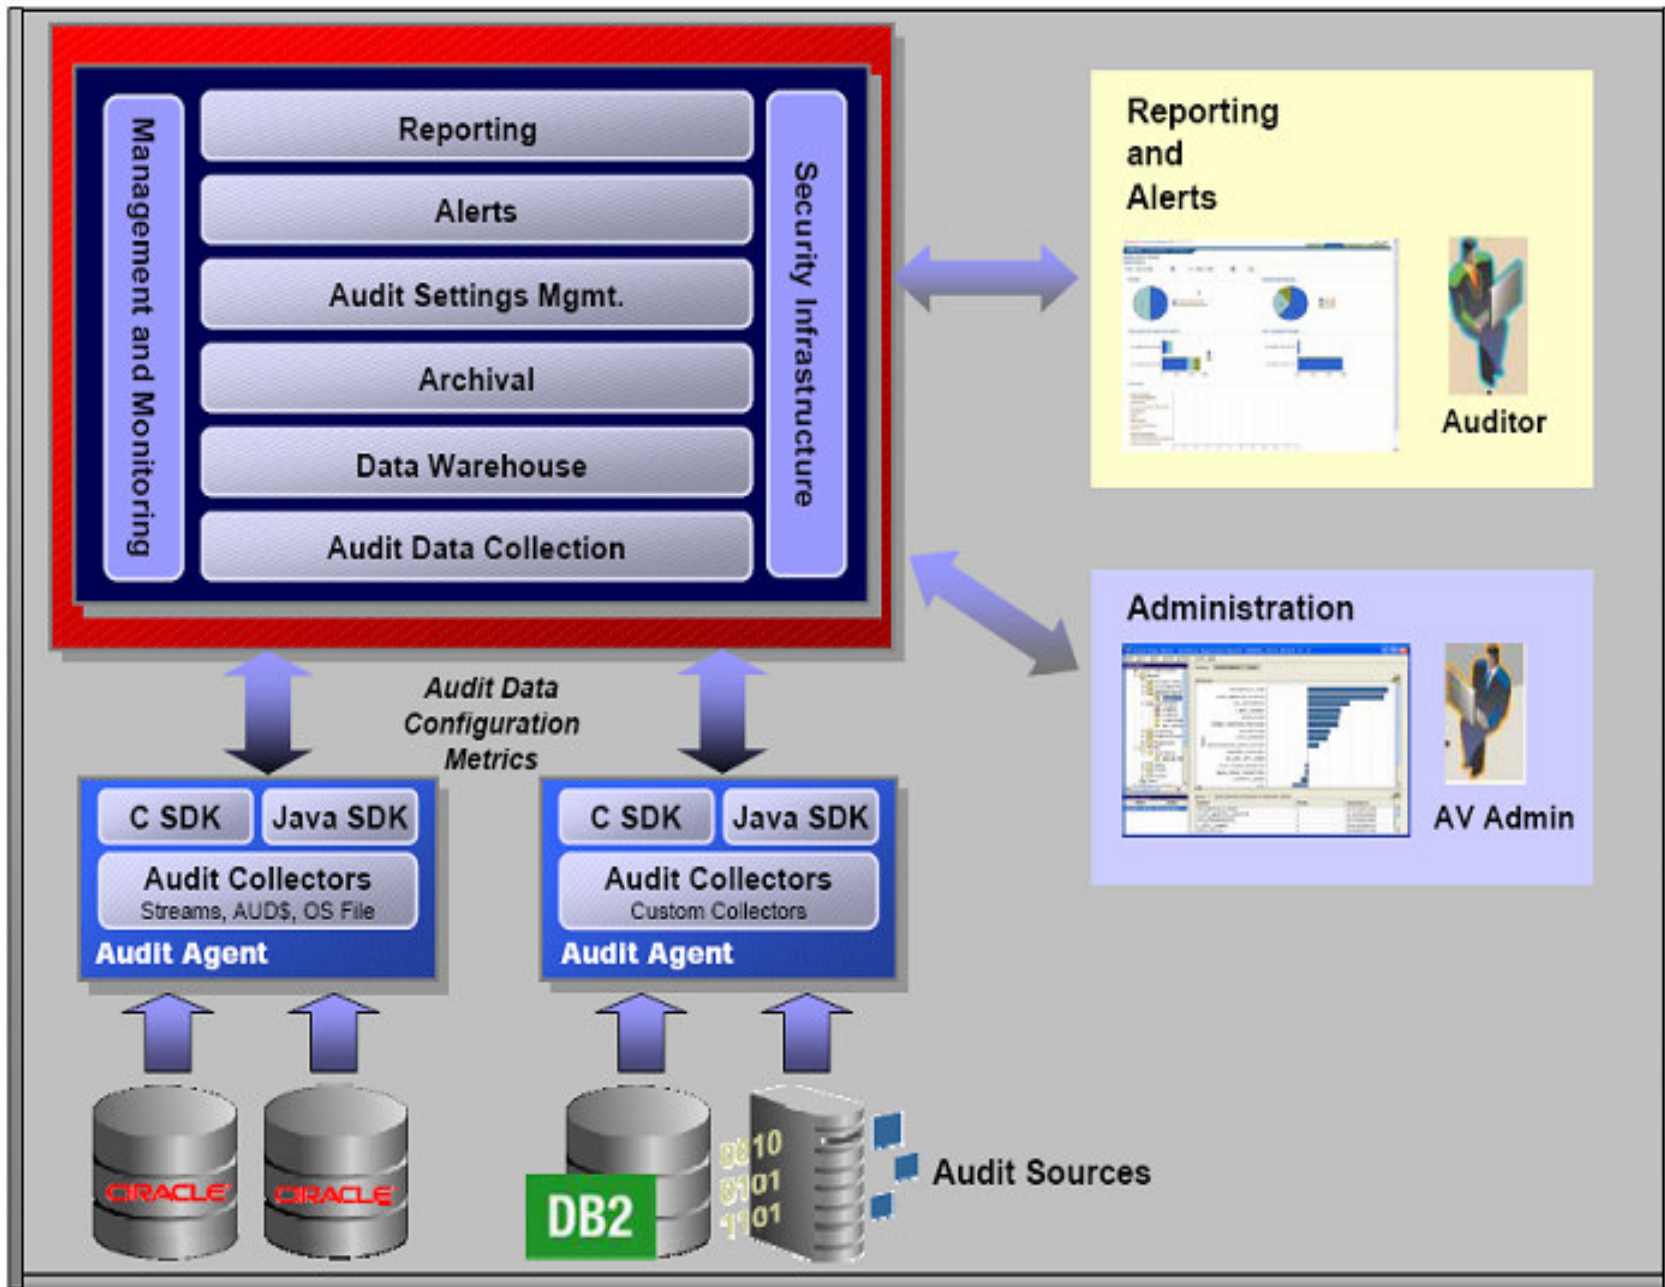 Management and Monitoring
Reporting
Alerts
Audit Settings Mgmt.
Archival
Data Warehouse
Audit Data Collection
Security Infrastructure
Reporting
and
Alerts
Auditor
Administration
AV Admin
Audit Data
Configuration
Metrics
C SDK
Java SDK
Audit Collectors
Streams, AUD$, OS File
Audit Agent
C SDK
Java SDK
Audit Collectors
Custom Collectors
Audit Agent
ORACLE
ORACLE
DB2
0010
0101
1101
Audit Sources